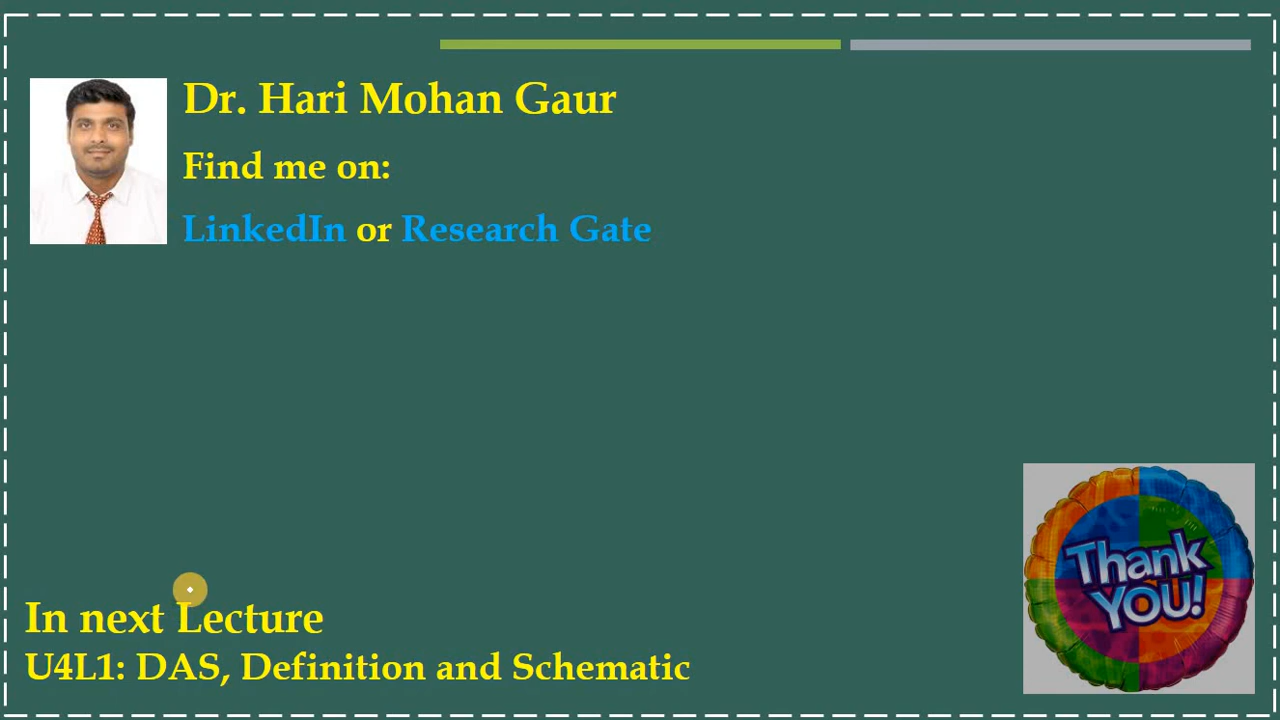 Dr. Hari Mohan Gaur
Find me on:
LinkedIn or Research Gate
Thank
YOU!
In next Lecture
U4L1: DAS, Definition and Schematic